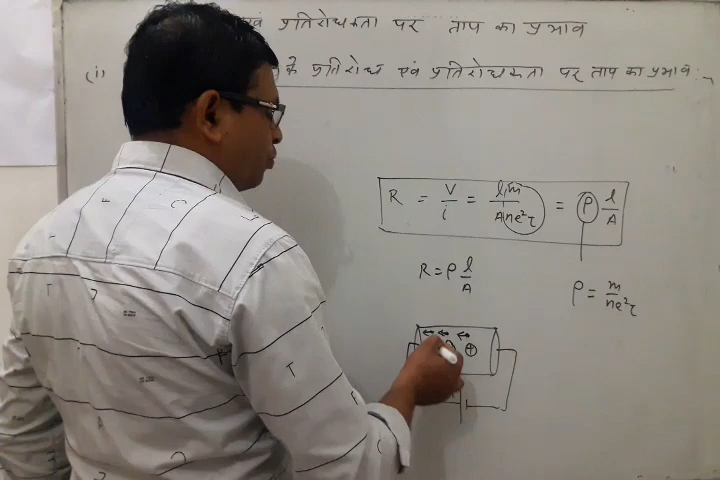 एवं प्रतिरोधकता पर ताप का प्रभाव
(i) के प्रतिरोध एवं प्रतिरोधकता पर ताप का प्रभाव :-
R = V/i = lm/Ane²τ = ρ l/A
R = ρ l/A
ρ = m/ne²τ
⊕